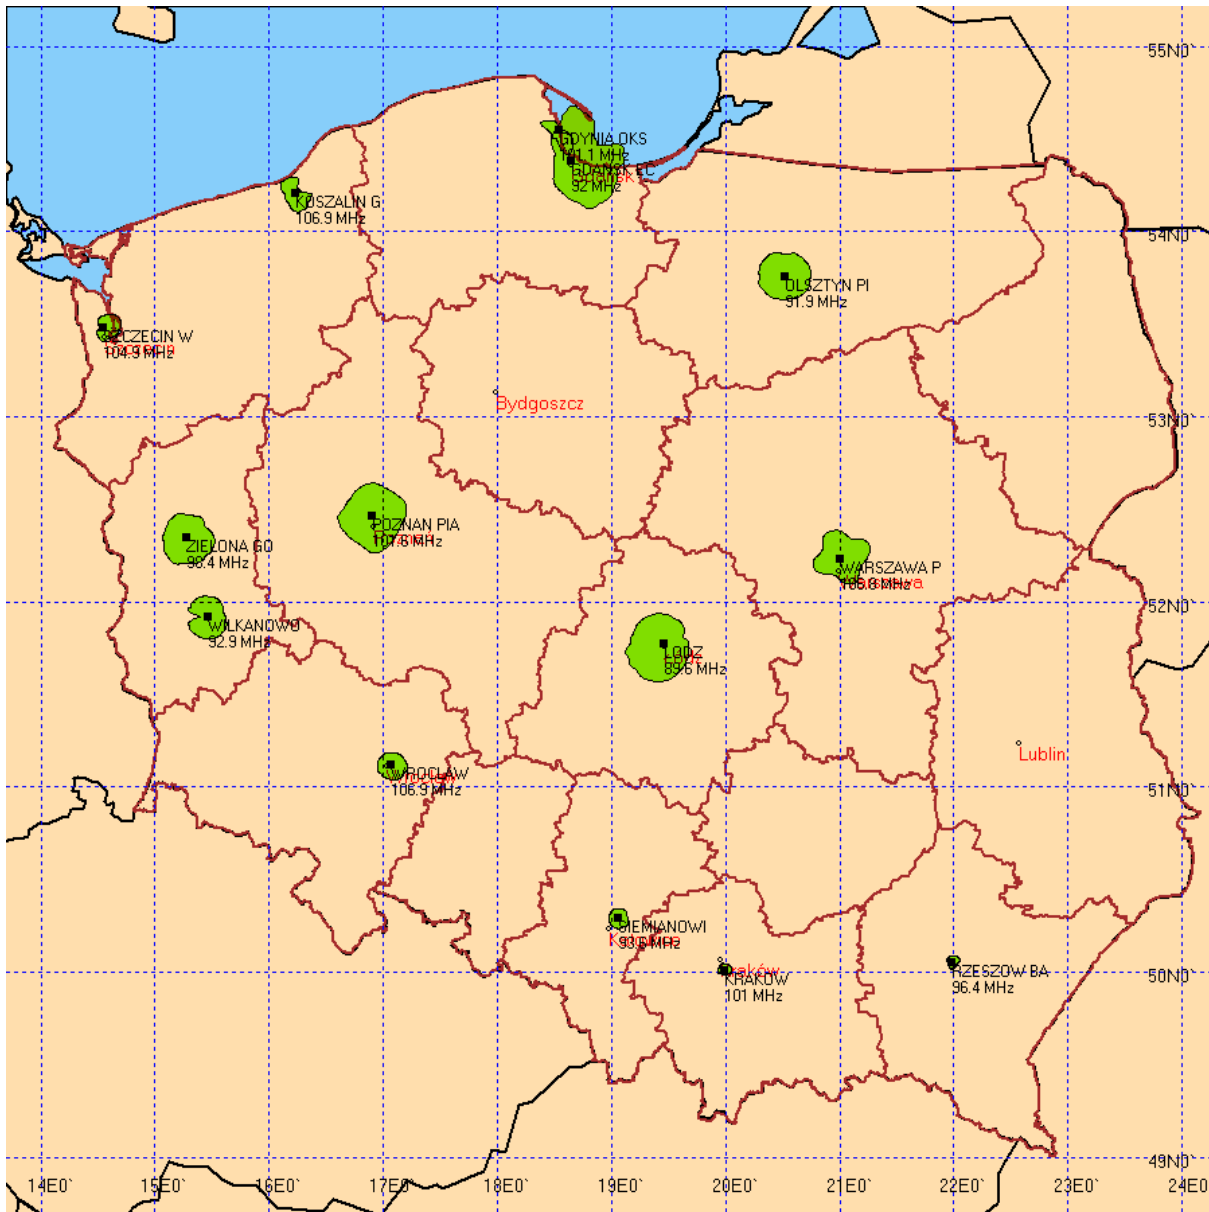 55N0`
GDYNIA OKS
101.1 MHz
GDANSK EC
92 MHz
KOSZALIN G
106.9 MHz
54N0`
OLSZTYN PI
91.9 MHz
SZCZECIN W
104.9 MHz
Bydgoszcz
53N0`
POZNAN PIA
ZIELONA GO
98.4 MHz
WARSZAWA P
52N0`
WILKANOWO
92.9 MHz
LODZ
89.6 MHz
Lublin
WROCLAW
106.9 MHz
51N0`
SIEMIANOWI
Kraków
KRAKOW
101 MHz
RZESZOW BA
96.4 MHz
50N0`
49N0`
14E0`
15E0`
16E0`
17E0`
18E0`
19E0`
20E0`
21E0`
22E0`
23E0`
24E0